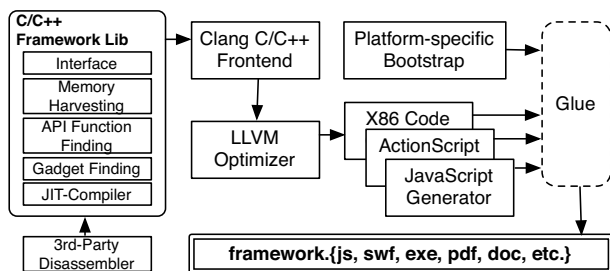 C/C++
Framework Lib
Interface
Memory
Harvesting
API Function
Finding
Gadget Finding
JIT-Compiler
3rd-Party
Disassembler
Clang C/C++
Frontend
LLVM
Optimizer
Platform-specific
Bootstrap
X86 Code
ActionScript
JavaScript
Generator
Glue
framework.{js, swf, exe, pdf, doc, etc.}